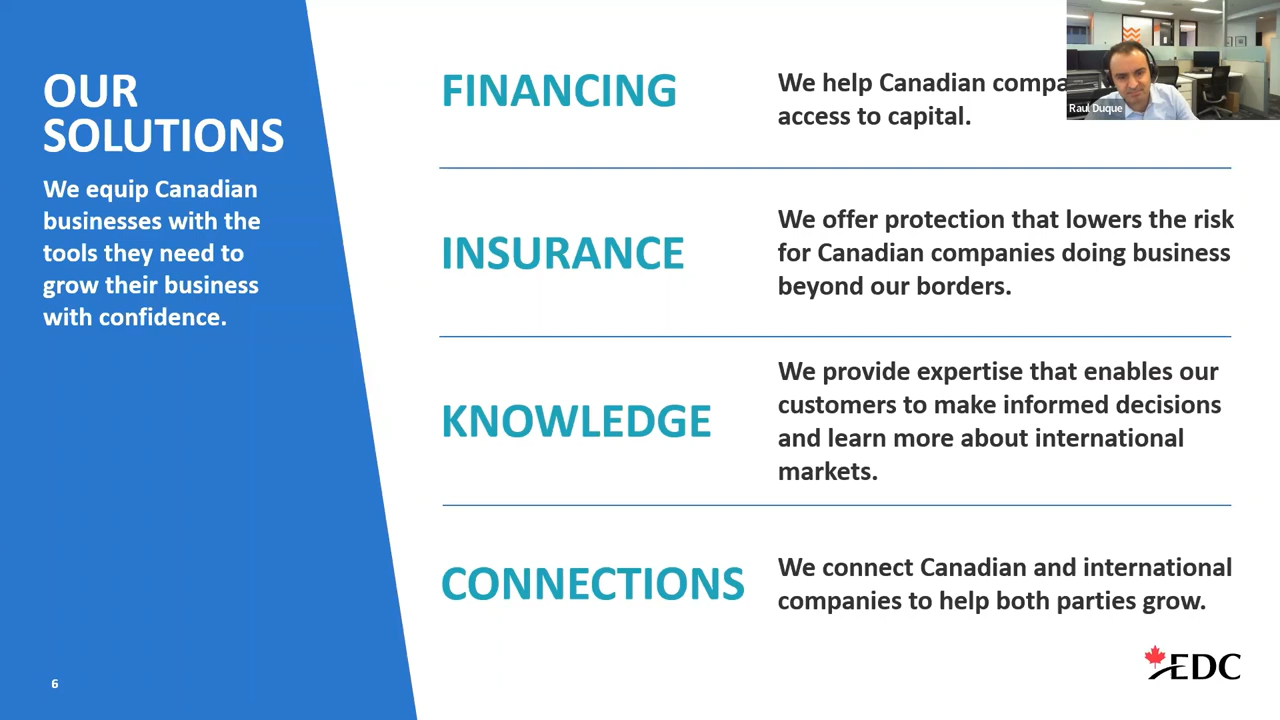 OUR
SOLUTIONS
We equip Canadian
businesses with the
tools they need to
grow their business
with confidence.
FINANCING
We help Canadian
access to capital.
INSURANCE
We offer protection that lowers the risk
for Canadian companies doing business
beyond our borders.
KNOWLEDGE
We provide expertise that enables our
customers to make informed decisions
and learn more about international
markets.
CONNECTIONS
We connect Canadian and international
companies to help both parties grow.
Raul Duque
6
EDC